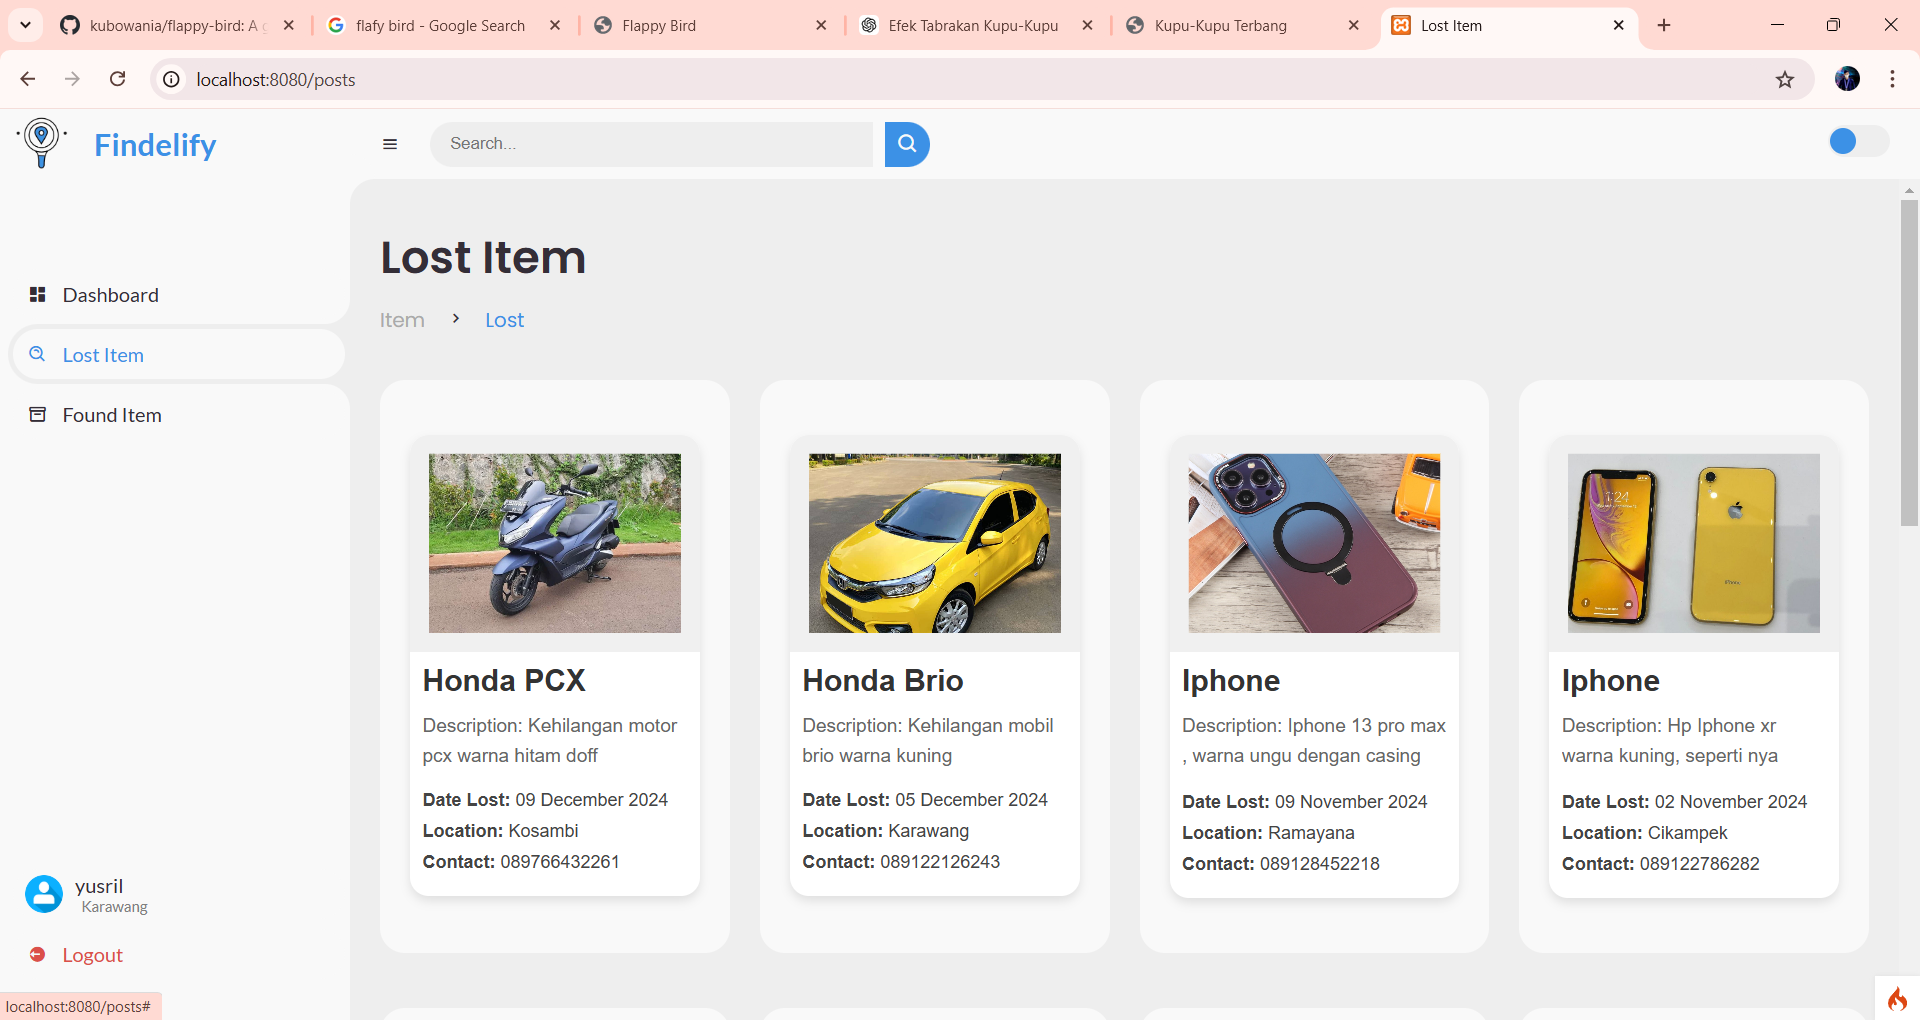 kubowania/flappy-bird: A g
flafy bird - Google Search
Flappy Bird
Efek Tabrakan Kupu-Kupu
Kupu-Kupu Terbang
Lost Item
localhost:8080/posts
Findelify
Search...
Dashboard
Lost Item
Found Item
Lost Item
Item > Lost
Honda PCX
Description: Kehilangan motor
pcx warna hitam doff
Date Lost: 09 December 2024
Location: Kosambi
Contact: 089766432261
Honda Brio
Description: Kehilangan mobil
brio warna kuning
Date Lost: 05 December 2024
Location: Karawang
Contact: 089122126243
Iphone
Description: Iphone 13 pro max
, warna ungu dengan casing
Date Lost: 09 November 2024
Location: Ramayana
Contact: 089128452218
1:24
iPhone
Iphone
Description: Hp Iphone xr
warna kuning, seperti nya
Date Lost: 02 November 2024
Location: Cikampek
Contact: 089122786282
yusril
Karawang
Logout
localhost:8080/posts#